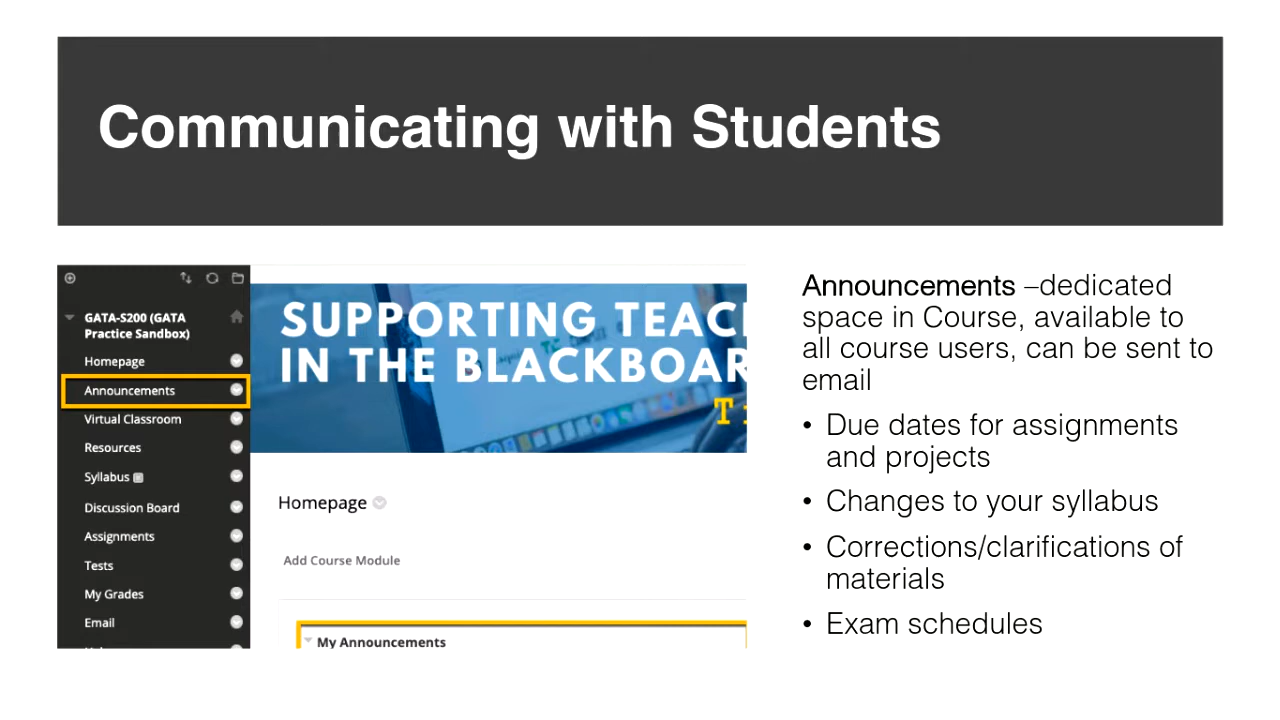 Communicating with Students
GATA-S200 (GATA
Practice Sandbox)
Homepage
Announcements
Virtual Classroom
Resources
Syllabus
Discussion Board
Assignments
Tests
My Grades
Email
SUPPORTING TEAC
IN THE BLACKBOAR
Homepage
Add Course Module
My Announcements
Announcements –dedicated
space in Course, available to
all course users, can be sent to
email
• Due dates for assignments
and projects
• Changes to your syllabus
• Corrections/clarifications of
materials
• Exam schedules